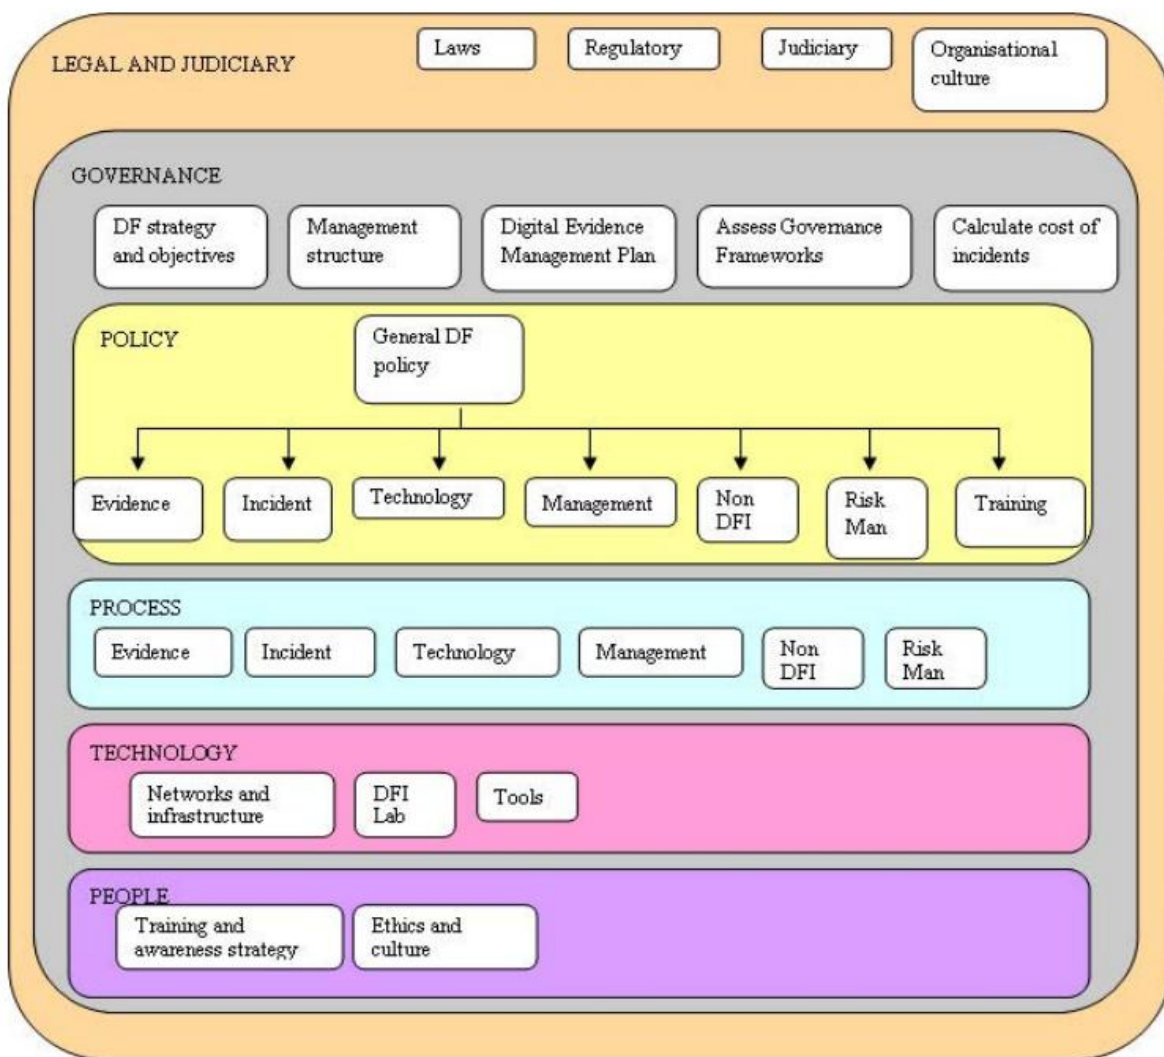 LEGAL AND JUDICIARY
Laws
Regulatory
Judiciary
Organisational
culture
GOVERNANCE
DF strategy
and objectives
Management
structure
Digital Evidence
Management Plan
Assess Governance
Frameworks
Calculate cost of
incidents
POLICY
General DF
policy
Evidence
Incident
Technology
Management
Non
DFI
Risk
Man
Training
PROCESS
Evidence
Incident
Technology
Management
Non
DFI
Risk
Man
TECHNOLOGY
Networks and
infrastructure
DFI
Lab
Tools
PEOPLE
Training and
awareness strategy
Ethics and
culture